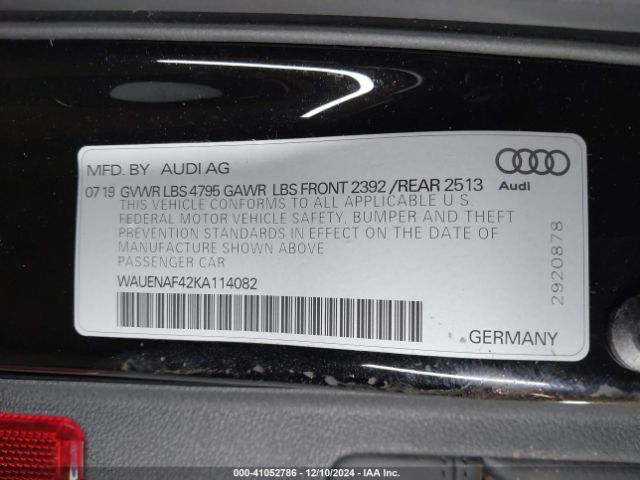 MFD. BY AUDI AG
07 19 GVWR LBS 4795 GAWR LBS FRONT 2392 /REAR 2513
Audi
THIS VEHICLE CONFORMS TO ALL APPLICABLE U.S.
FEDERAL MOTOR VEHICLE SAFETY, BUMPER AND THEFT
PREVENTION STANDARDS IN EFFECT ON THE DATE OF
MANUFACTURE SHOWN ABOVE
PASSENGER CAR
WAUENAF42KA114082
2920878
GERMANY
000-41052786 - 12/10/2024 - IAA, Inc.